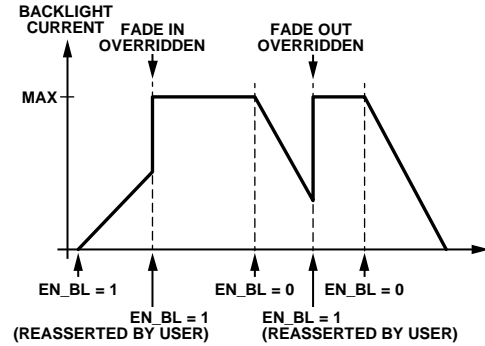 BACKLIGHT
CURRENT
FADE IN
OVERRIDDEN
FADE OUT
OVERRIDDEN
MAX
EN_BL = 1
EN_BL = 0
EN_BL = 0
EN_BL = 1
(REASSERTED BY USER)
EN_BL = 1
(REASSERTED BY USER)